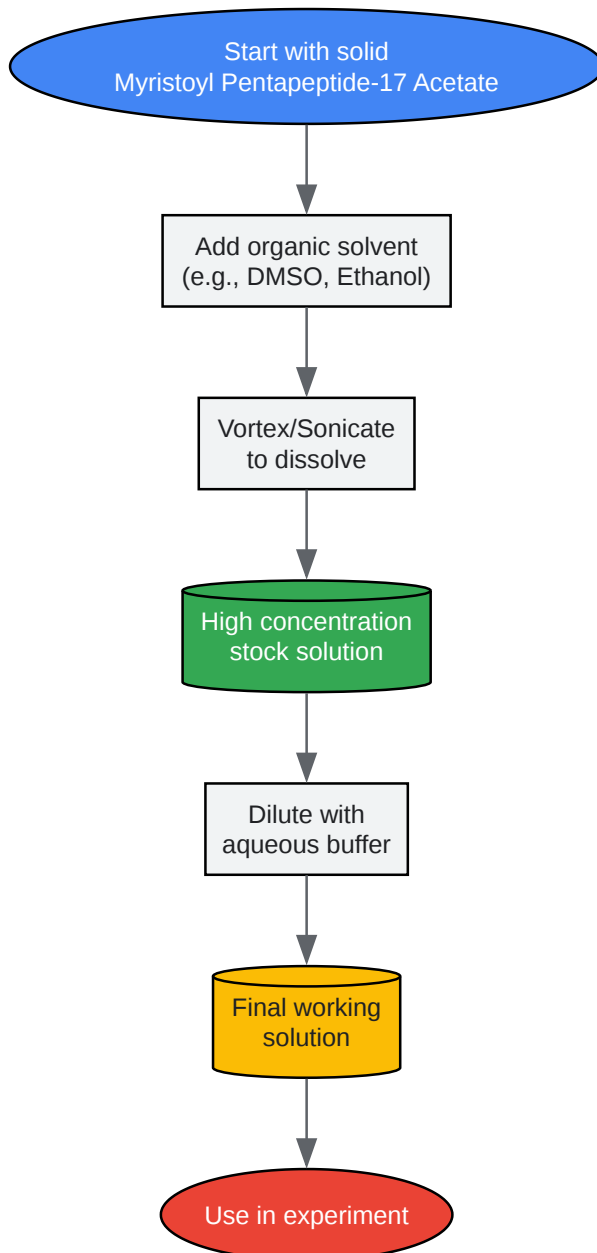 Start with solid
Myristoyl Pentapeptide-17 Acetate
Add organic solvent
(e.g., DMSO, Ethanol)
Vortex/Sonicate
to dissolve
High concentration
stock solution
Dilute with
aqueous buffer
Final working
solution
Use in experiment